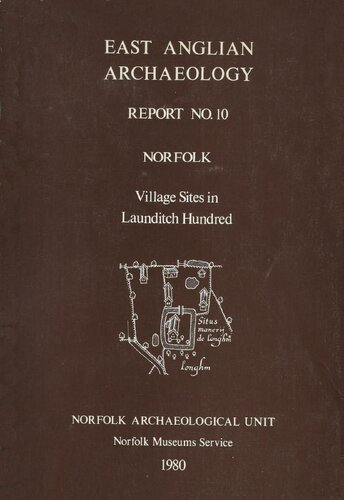 EAST ANGLIAN
ARCHAEOLOGY
REPORT NO. 10
NORFOLK
Village Sites in
Launditch Hundred
Situs
manerij
de Longhm
Longhm
NORFOLK ARCHAEOLOGICAL UNIT
Norfolk Museums Service
1980